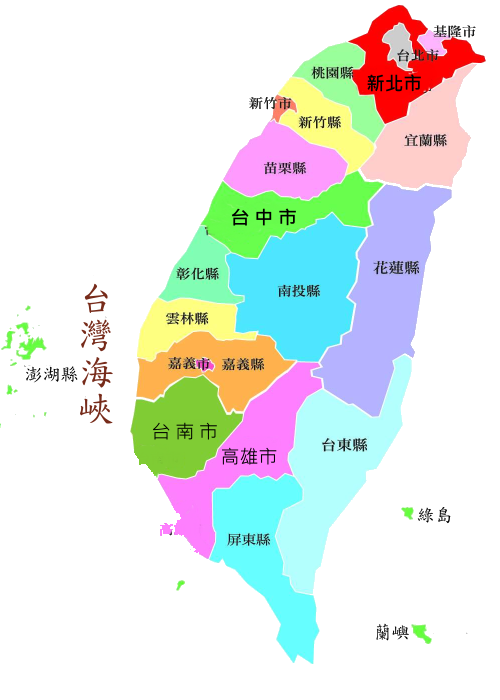 基隆市
台北市
桃園縣
新北市
新竹市
新竹縣
宜蘭縣
苗栗縣
台中市
彰化縣
南投縣
花蓮縣
雲林縣
台灣海峽
澎湖縣
嘉義市
嘉義縣
台南市
台東縣
高雄市
綠島
屏東縣
蘭嶼